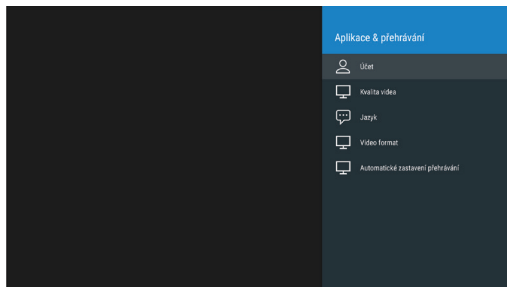 Aplikace & přehrávání
Účet
Kvalita videa
Jazyk
Video format
Automatické zastavení přehrávání